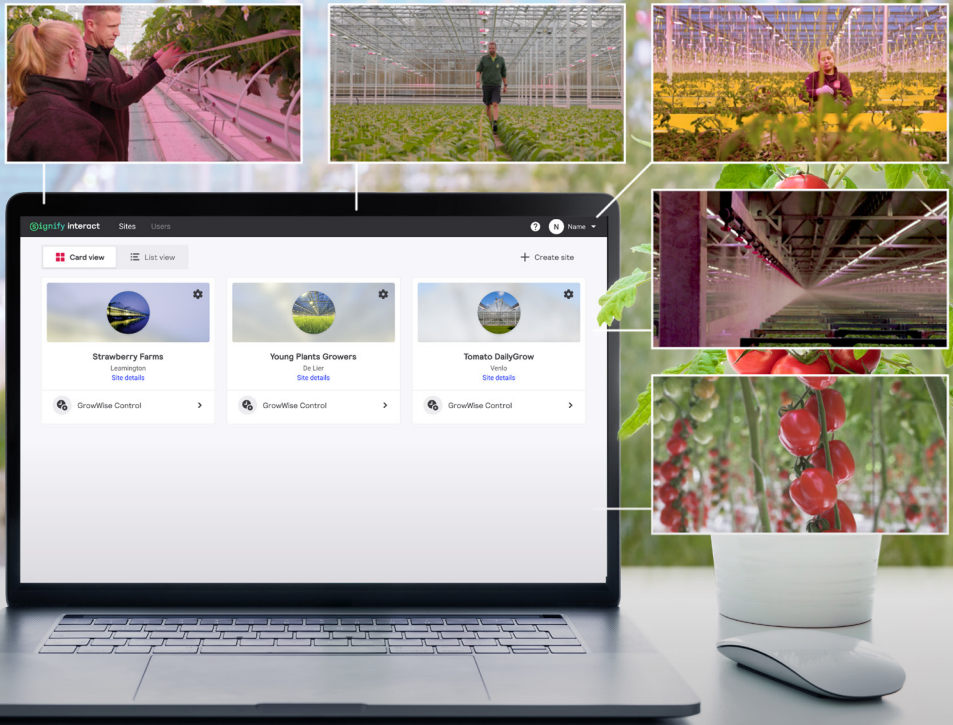 Signify interact Sites Users ? N Name
Card view List view + Create site
Strawberry Farms
Leamington
Site details
GrowWise Control
Young Plants Growers
De Lier
Site details
GrowWise Control
Tomato DailyGrow
Venlo
Site details
GrowWise Control